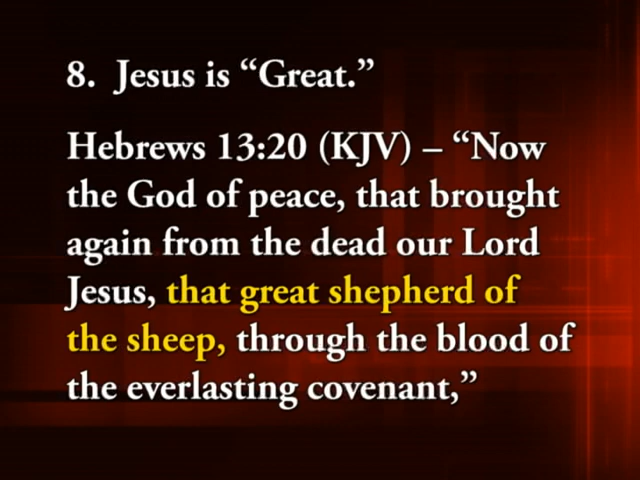 8. Jesus is “Great.”
Hebrews 13:20 (KJV) – “Now
the God of peace, that brought
again from the dead our Lord
Jesus, that great shepherd of
the sheep, through the blood of
the everlasting covenant,”